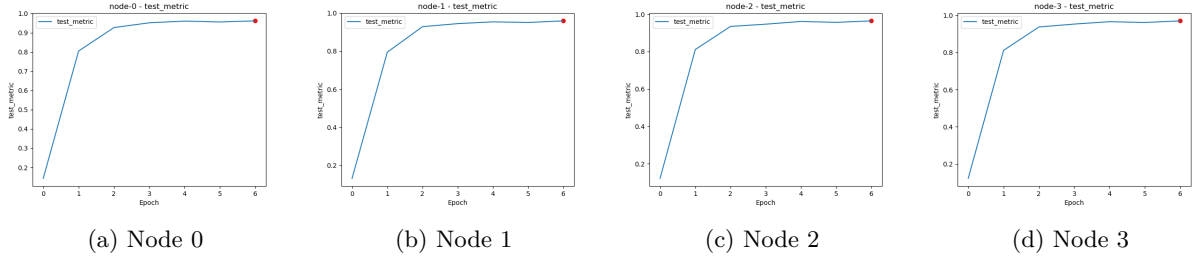 node-0 - test_metric
test_metric
1.0
0.9
0.8
0.7
0.6
0.5
0.4
0.3
0.2
test_metric
0 1 2 3 4 5 6
Epoch
(a) Node 0
node-1 - test_metric
test_metric
1.0
0.8
0.6
0.4
0.2
test_metric
0 1 2 3 4 5 6
Epoch
(b) Node 1
node-2 - test_metric
test_metric
1.0
0.8
0.6
0.4
0.2
test_metric
0 1 2 3 4 5 6
Epoch
(c) Node 2
node-3 - test_metric
test_metric
1.0
0.8
0.6
0.4
0.2
test_metric
0 1 2 3 4 5 6
Epoch
(d) Node 3